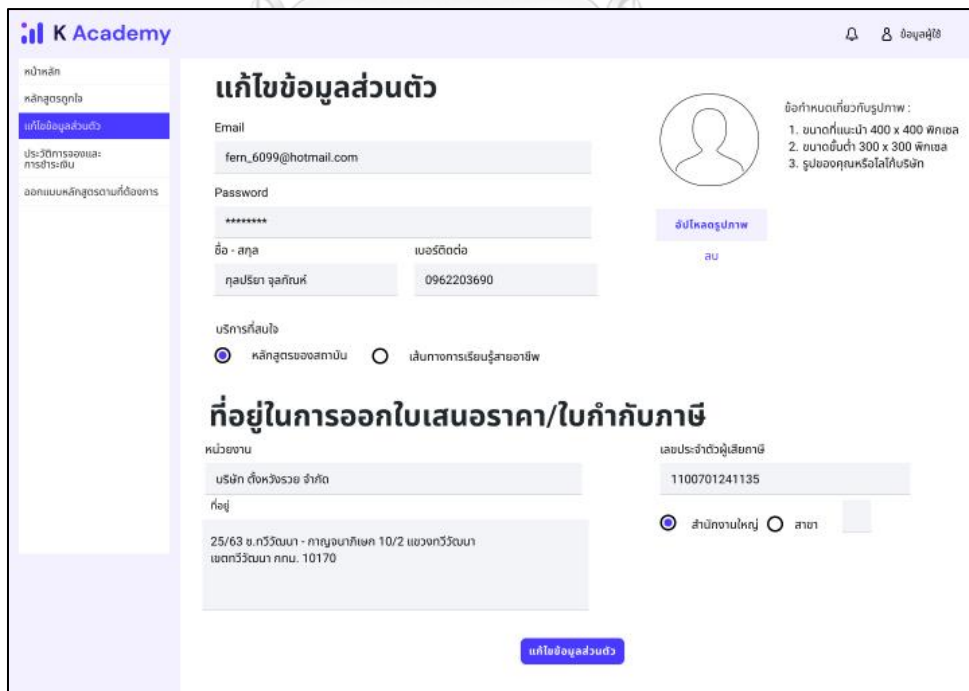 K Academy
ข้อมูลผู้ใช้
หน้าหลัก
หลักสูตรถูกใจ
แก้ไขข้อมูลส่วนตัว
ประวัติการจองและ
การชำระเงิน
ออกแบบหลักสูตรตามที่ต้องการ
แก้ไขข้อมูลส่วนตัว
Email
fern_6099@hotmail.com
Password
********
ชื่อ - สกุล
เบอร์ติดต่อ
กุลปริยา จุลกัณห์
0962203690
บริการที่สนใจ
หลักสูตรของสถาบัน
เส้นทางการเรียนรู้สายอาชีพ
ข้อกำหนดเกี่ยวกับรูปภาพ :
1. ขนาดที่แนะนำ 400 x 400 พิกเซล
2. ขนาดขั้นต่ำ 300 x 300 พิกเซล
3. รูปของคุณหรือโลโก้บริษัท
อัปโหลดรูปภาพ
ลบ
ที่อยู่ในการออกใบเสนอราคา/ใบกำกับภาษี
หน่วยงาน
บริษัท ตั้งหวังรวย จำกัด
ที่อยู่
25/63 ซ.ทวีวัฒนา - กาญจนาภิเษก 10/2 แขวงทวีวัฒนา
เขตทวีวัฒนา กทม. 10170
เลขประจำตัวผู้เสียภาษี
1100701241135
สำนักงานใหญ่
สาขา
แก้ไขข้อมูลส่วนตัว